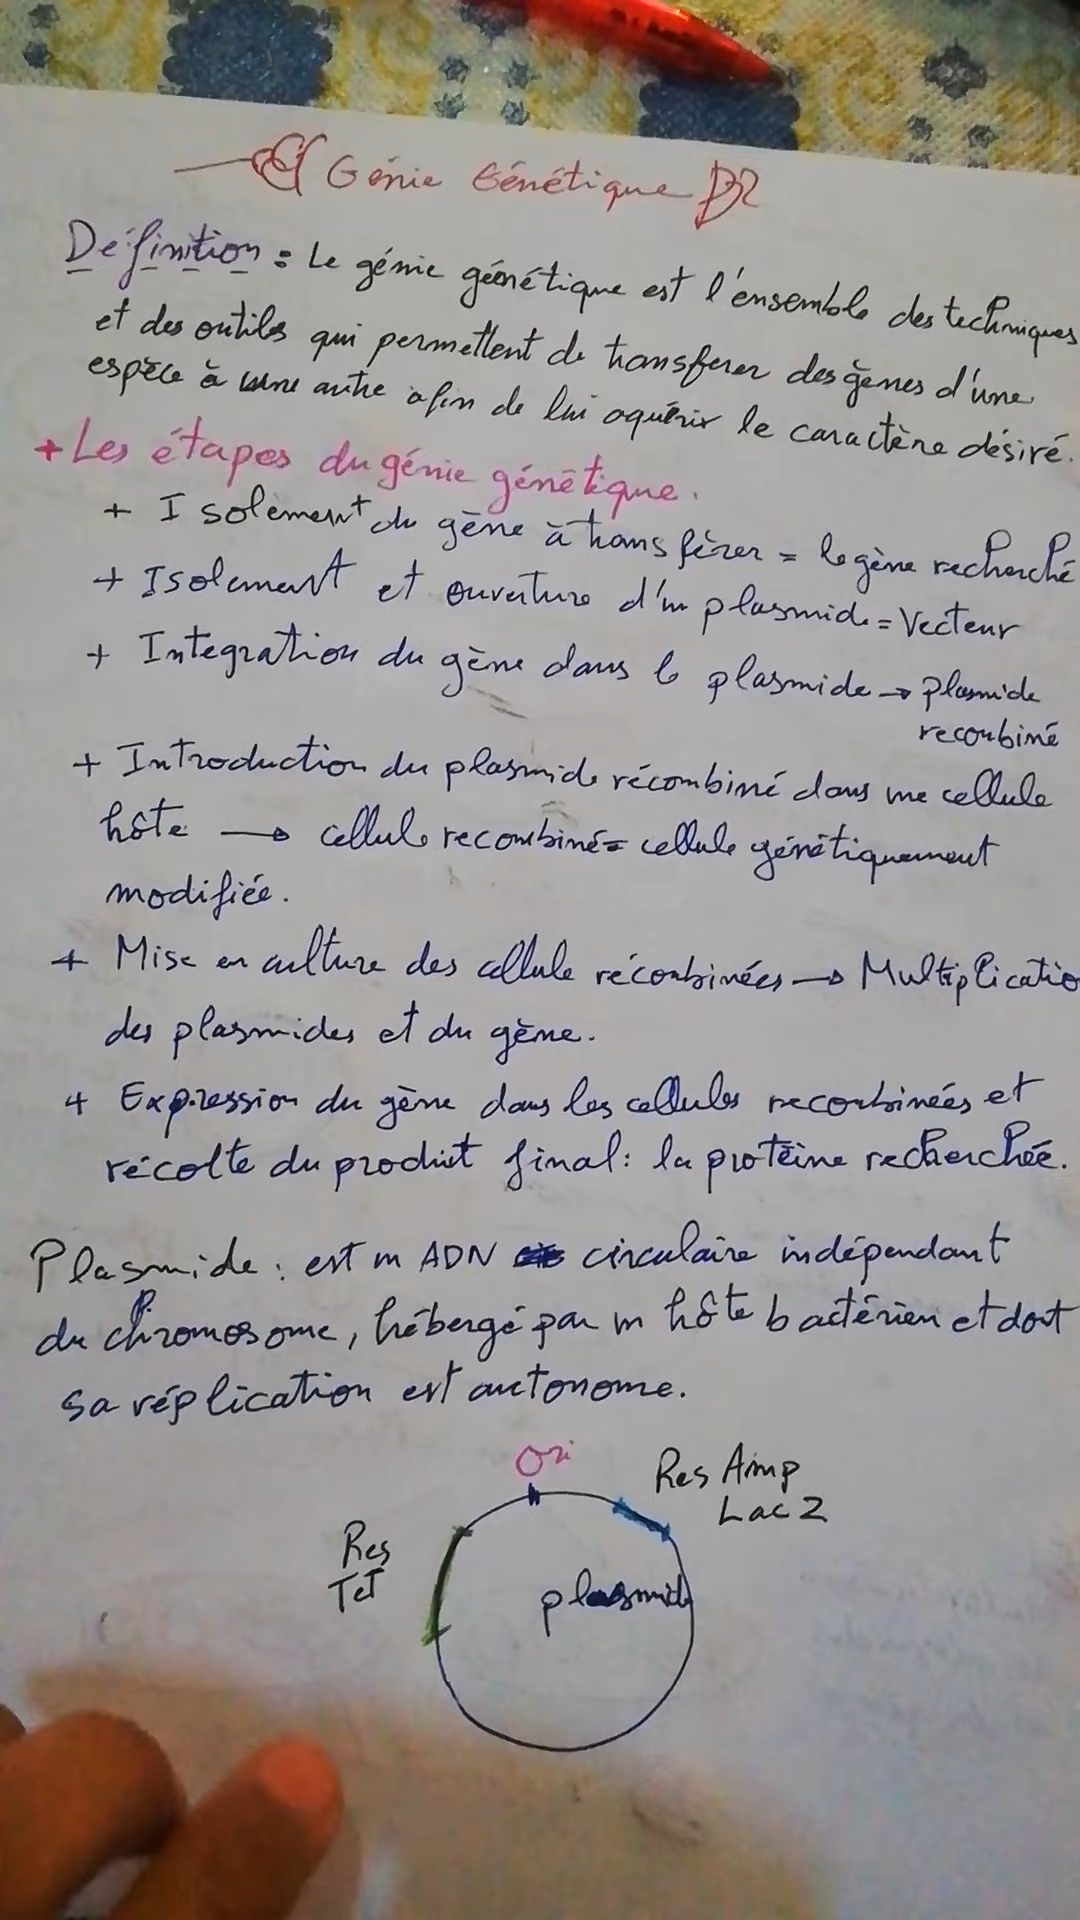 Génie Génétique
Définition : Le génie génétique est l'ensemble des techniques
et des outils qui permettent de transferer des gènes d'une
espèce à une autre afin de lui aquérir le caractère désiré.
+ Les étapes du génie génétique.
+ Isolement du gène à transférer = le gène recherché
+ Isolement et ouverture d'un plasmide = Vecteur
+ Integration du gène dans le plasmide → plasmide
recombiné
+ Introduction du plasmide récombiné dans une cellule
hôte → cellule recombiné = cellule génétiquement
modifiée.
+ Mise en culture des cellule récombinées → Multiplicatio
des plasmides et du gène.
+ Expression du gène dans les cellules recombinées et
récolte du produit final : la protéine recherchée.
Plasmide : est un ADN circulaire indépendant
du chromosome, hébergé par un hôte bactérien et dont
sa réplication est autonome.
Ori
Res Amp
Lac Z
Res
Tet
plasmid